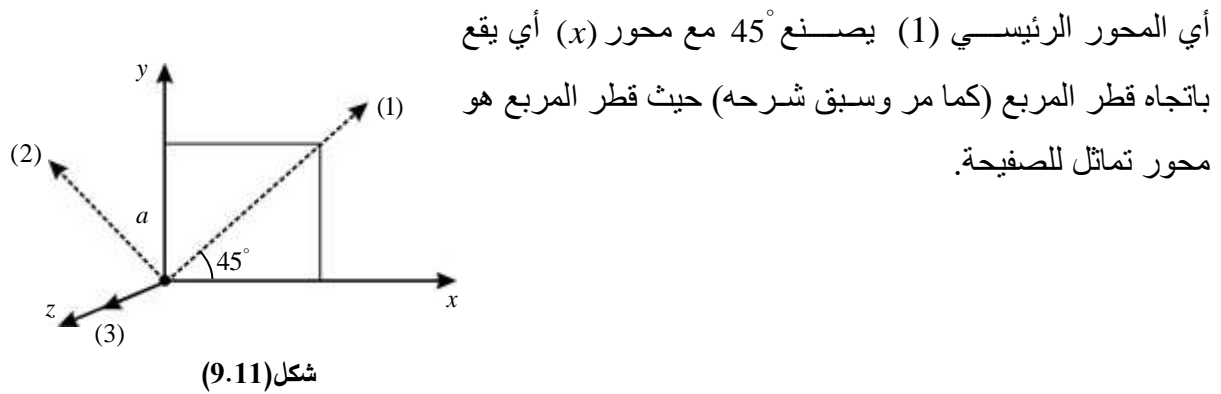 أي المحور الرئيسي (1) يصنع 45° مع محور (x) أي يقع
باتجاه قطر المربع (كما مر وسبق شرحه) حيث قطر المربع هو
محور تماثل للصفيحة.
y
(1)
(2)
a
45°
x
z
(3)
شكل(9.11)